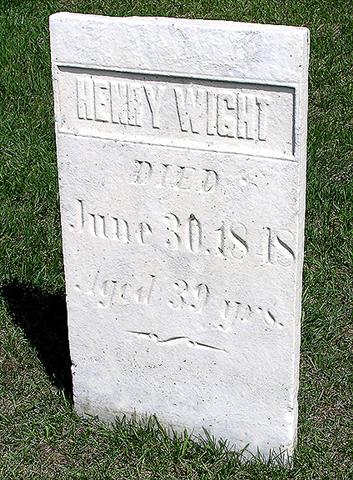 HENRY WIGHT
DIED
June 30. 1848
Aged 39 yrs.